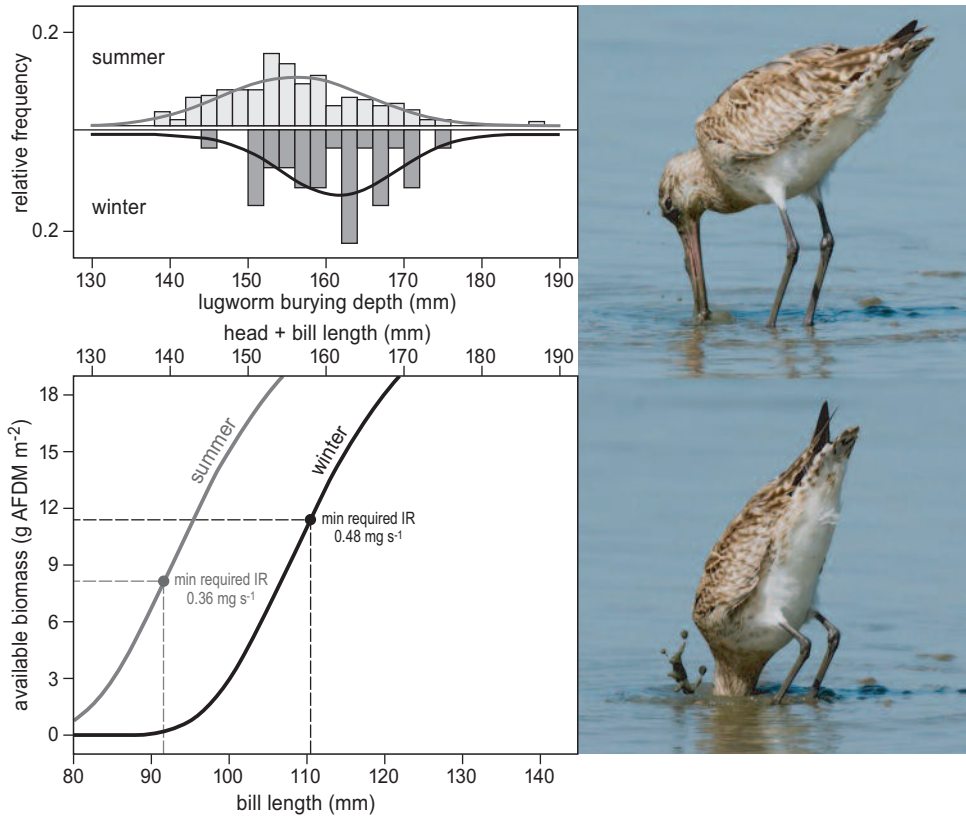 0.2
summer
relative frequency
winter
0.2
130 140 150 160 170 180 190
lugworm burying depth (mm)
head + bill length (mm)
130 140 150 160 170 180 190
18
15
12
9
6
3
0
available biomass (g AFDM m-2)
summer
winter
min required IR
0.48 mg s-1
min required IR
0.36 mg s-1
80 90 100 110 120 130 140
bill length (mm)